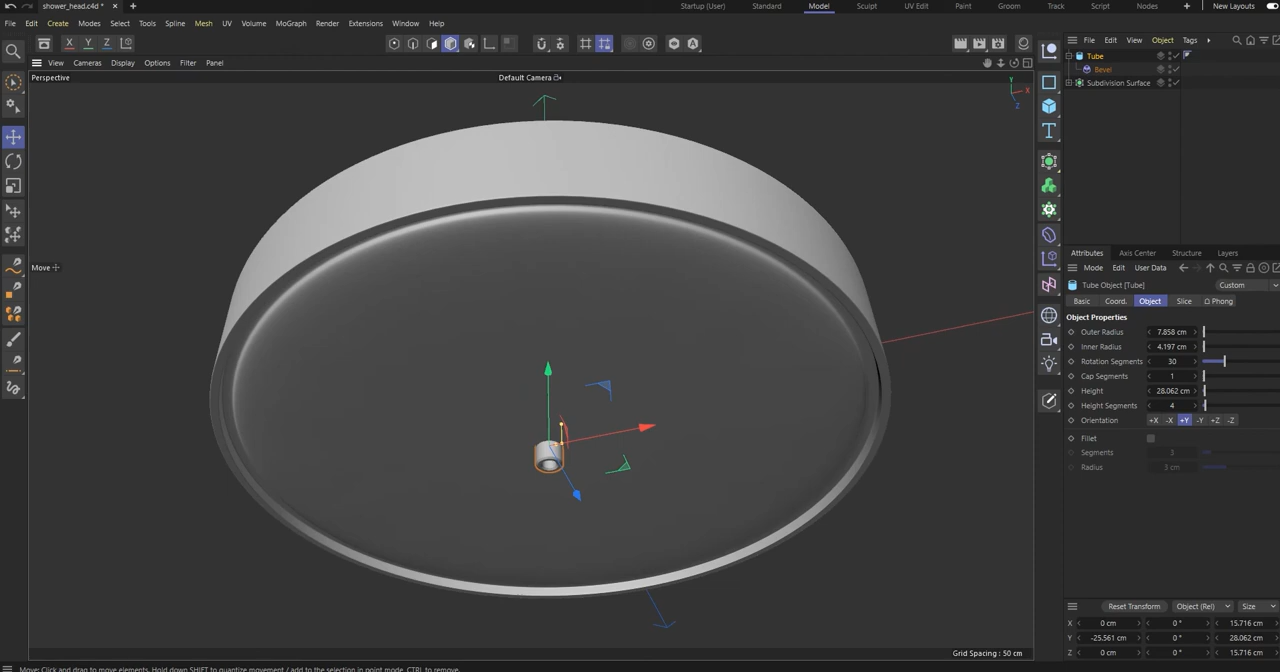 shower_head.c4d *
Startup (User)
Standard
Model
Sculpt
UV Edit
Paint
Groom
Track
Script
Nodes
New Layouts
File
Edit
Create
Modes
Select
Tools
Spline
Mesh
UV
Volume
MoGraph
Render
Extensions
Window
Help
X
Y
Z
File
Edit
View
Object
Tags
View
Cameras
Display
Options
Filter
Panel
Perspective
Default Camera
Y
X
Z
Move
Tube
Bevel
Subdivision Surface
Attributes
Axis Center
Structure
Layers
Mode
Edit
User Data
Tube Object [Tube]
Custom
Basic
Coord.
Object
Slice
Phong
Object Properties
Outer Radius 7.858 cm
Inner Radius 4.197 cm
Rotation Segments 30
Cap Segments 1
Height 28.062 cm
Height Segments 4
Orientation +X -X +Y -Y +Z -Z
Fillet
Segments 3
Radius 3 cm
Reset Transform
Object (Rel)
Size
X 0 cm 0 ° 15.716 cm
Y -25.561 cm 0 ° 28.062 cm
Z 0 cm 0 ° 15.716 cm
Grid Spacing : 50 cm
Move: Click and drag to move elements. Hold down SHIFT to quantize movement / add to the selection in point mode, CTRL to remove.